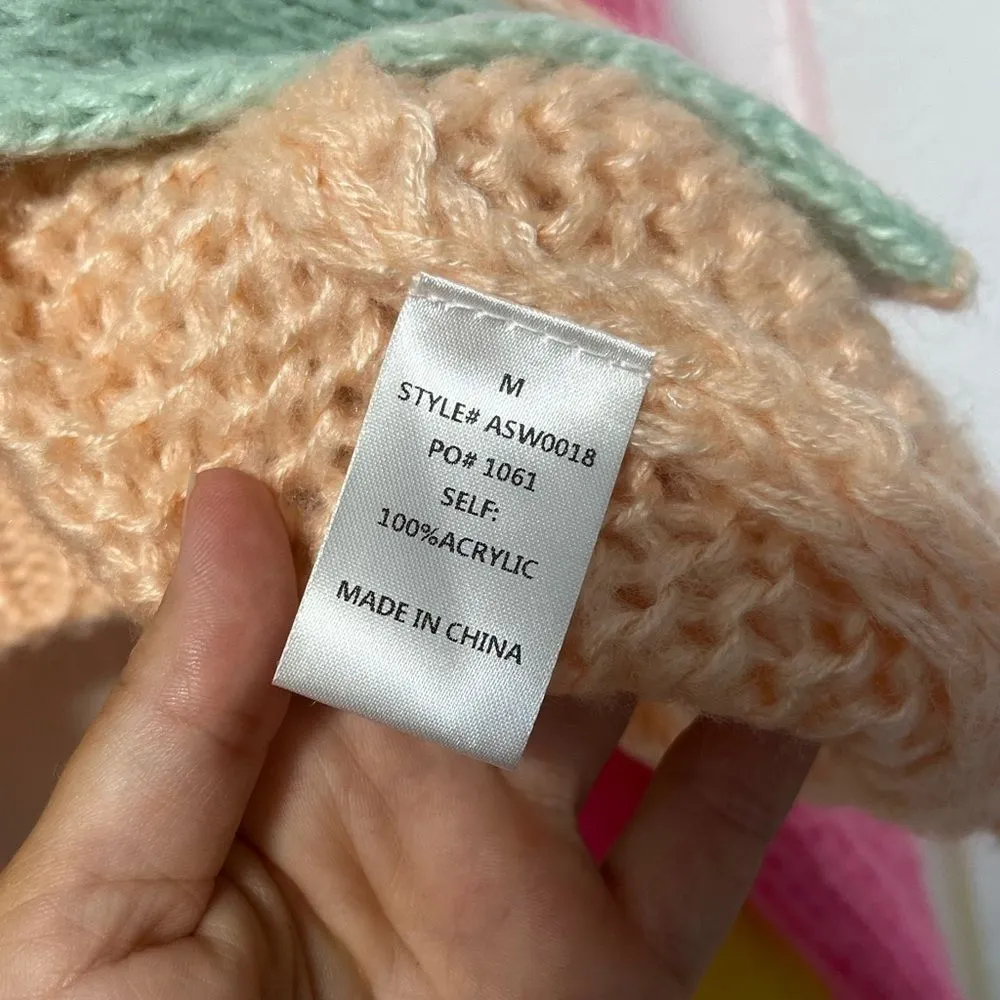 M
STYLE# ASW0018
PO# 1061
SELF:
100%ACRYLIC
MADE IN CHINA